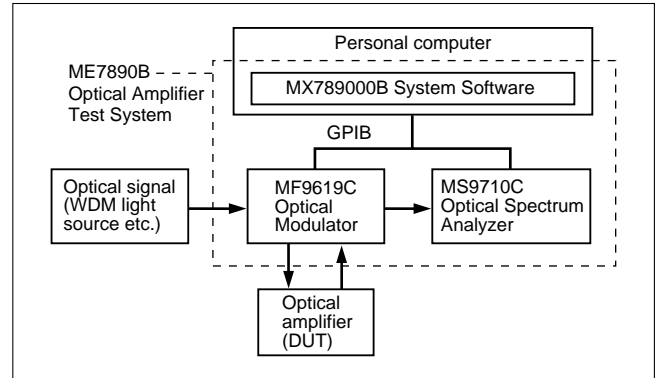 Personal computer
ME7890B
Optical Amplifier
Test System
MX789000B System Software
GPIB
Optical signal
(WDM light
source etc.)
MF9619C
Optical
Modulator
MS9710C
Optical Spectrum
Analyzer
Optical
amplifier
(DUT)